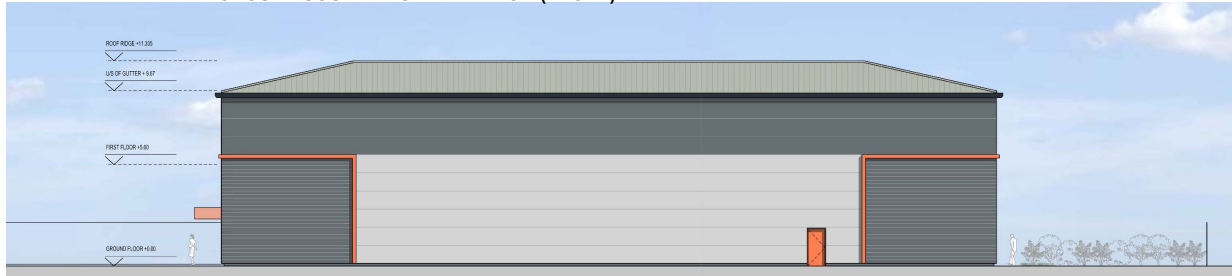 ROOF RIDGE +11.335
U/S OF GUTTER + 9.67
FIRST FLOOR +5.60
GROUND FLOOR +0.00